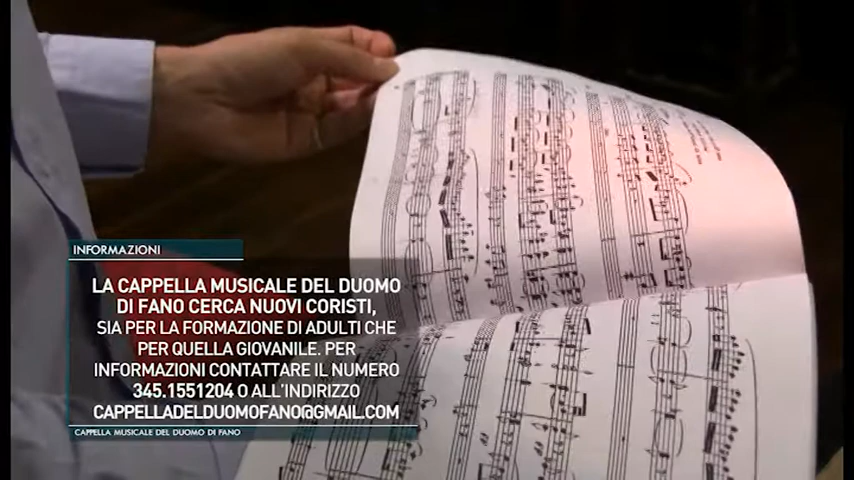 INFORMAZIONI
LA CAPPELLA MUSICALE DEL DUOMO
DI FANO CERCA NUOVI CORISTI,
SIA PER LA FORMAZIONE DI ADULTI CHE
PER QUELLA GIOVANILE. PER
INFORMAZIONI CONTATTARE IL NUMERO
345.1551204 O ALL'INDIRIZZO
CAPPELLADELDUOMOFANO@GMAIL.COM
CAPPELLA MUSICALE DEL DUOMO DI FANO